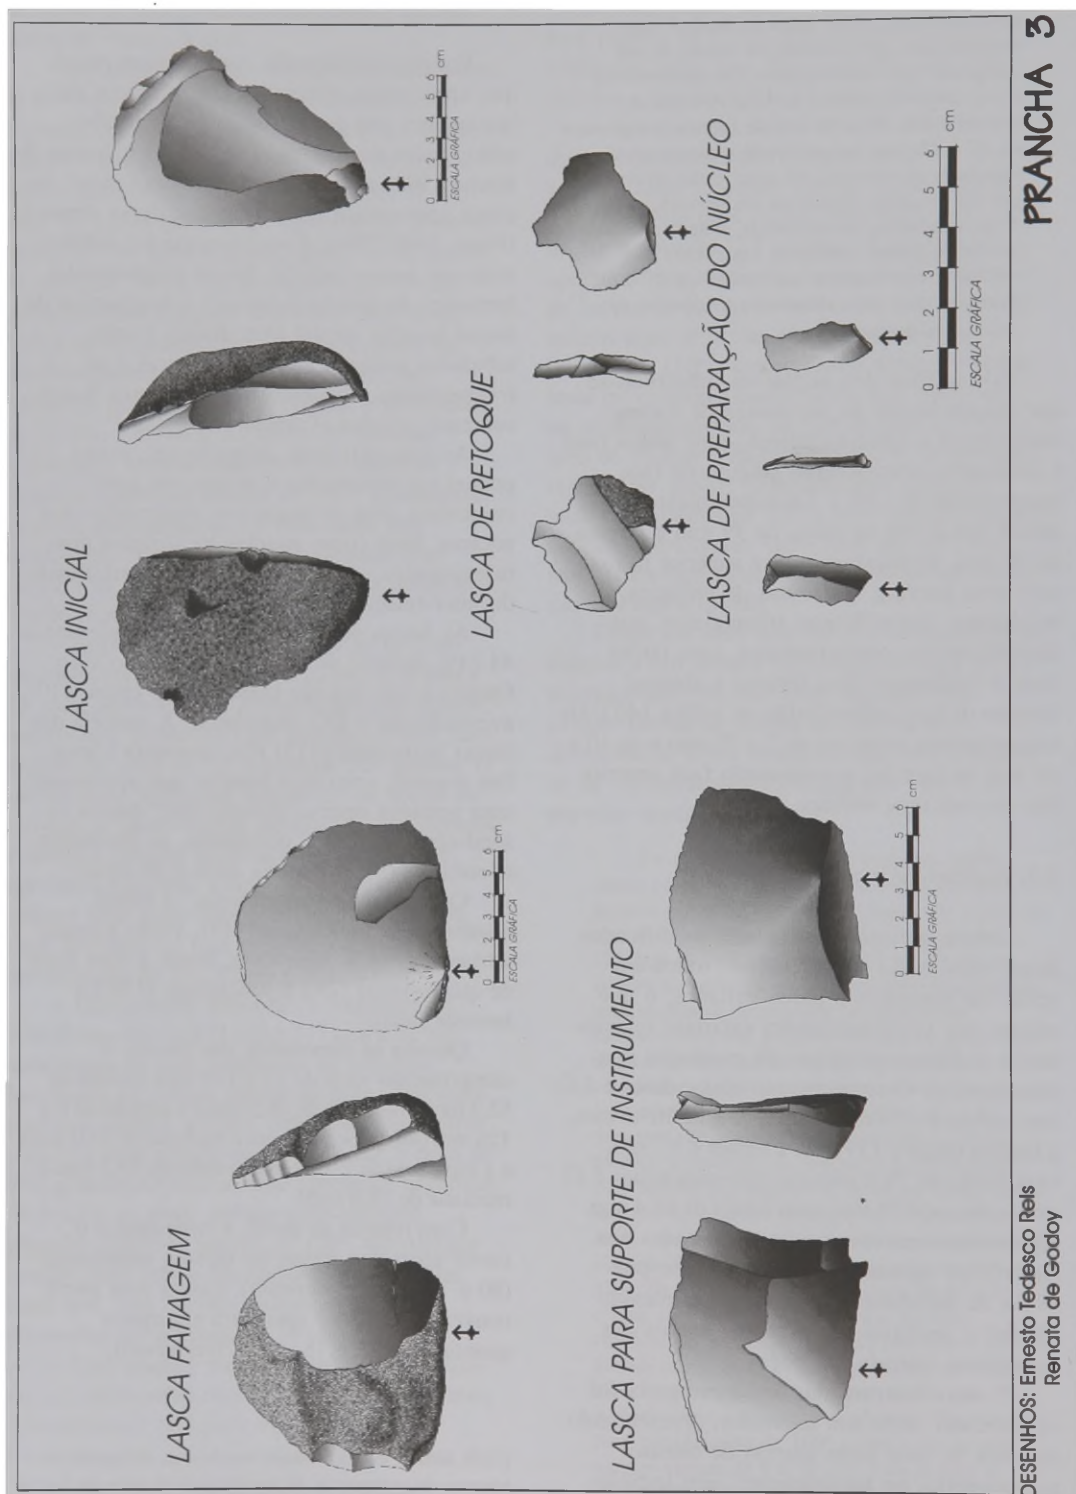 LASCA FATIAGEM
0 1 2 3 4 5 6 cm
ESCALA GRÁFICA
LASCA INICIAL
0 1 2 3 4 5 6 cm
ESCALA GRÁFICA
LASCA PARA SUPORTE DE INSTRUMENTO
0 1 2 3 4 5 6 cm
ESCALA GRÁFICA
LASCA DE RETOQUE
LASCA DE PREPARAÇÃO DO NÚCLEO
0 1 2 3 4 5 6 cm
ESCALA GRÁFICA
DESENHOS: Ernesto Tedesco Reis
Renata de Godoy
PRANCHA 3